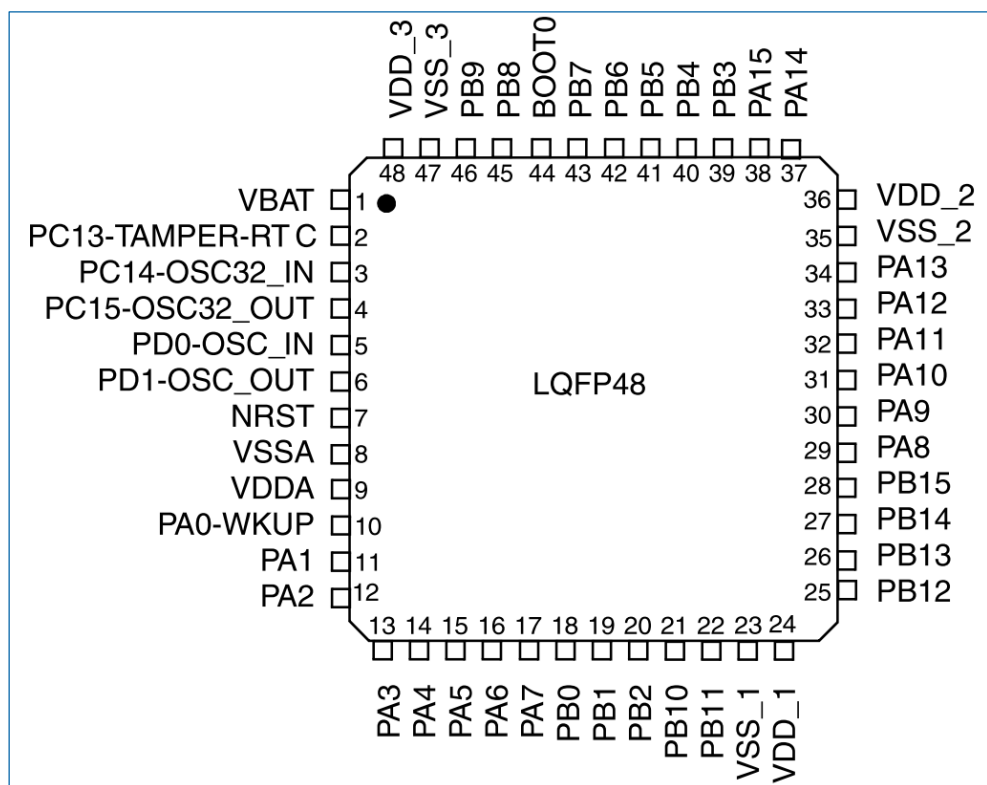 VDD_3
VSS_3
PB9
PB8
BOOT0
PB7
PB6
PB5
PB4
PB3
PA15
PA14
48 47 46 45 44 43 42 41 40 39 38 37
VBAT 1
PC13-TAMPER-RT C 2
PC14-OSC32_IN 3
PC15-OSC32_OUT 4
PD0-OSC_IN 5
PD1-OSC_OUT 6
NRST 7
VSSA 8
VDDA 9
PA0-WKUP 10
PA1 11
PA2 12
LQFP48
36 VDD_2
35 VSS_2
34 PA13
33 PA12
32 PA11
31 PA10
30 PA9
29 PA8
28 PB15
27 PB14
26 PB13
25 PB12
13 14 15 16 17 18 19 20 21 22 23 24
PA3
PA4
PA5
PA6
PA7
PB0
PB1
PB2
PB10
PB11
VSS_1
VDD_1